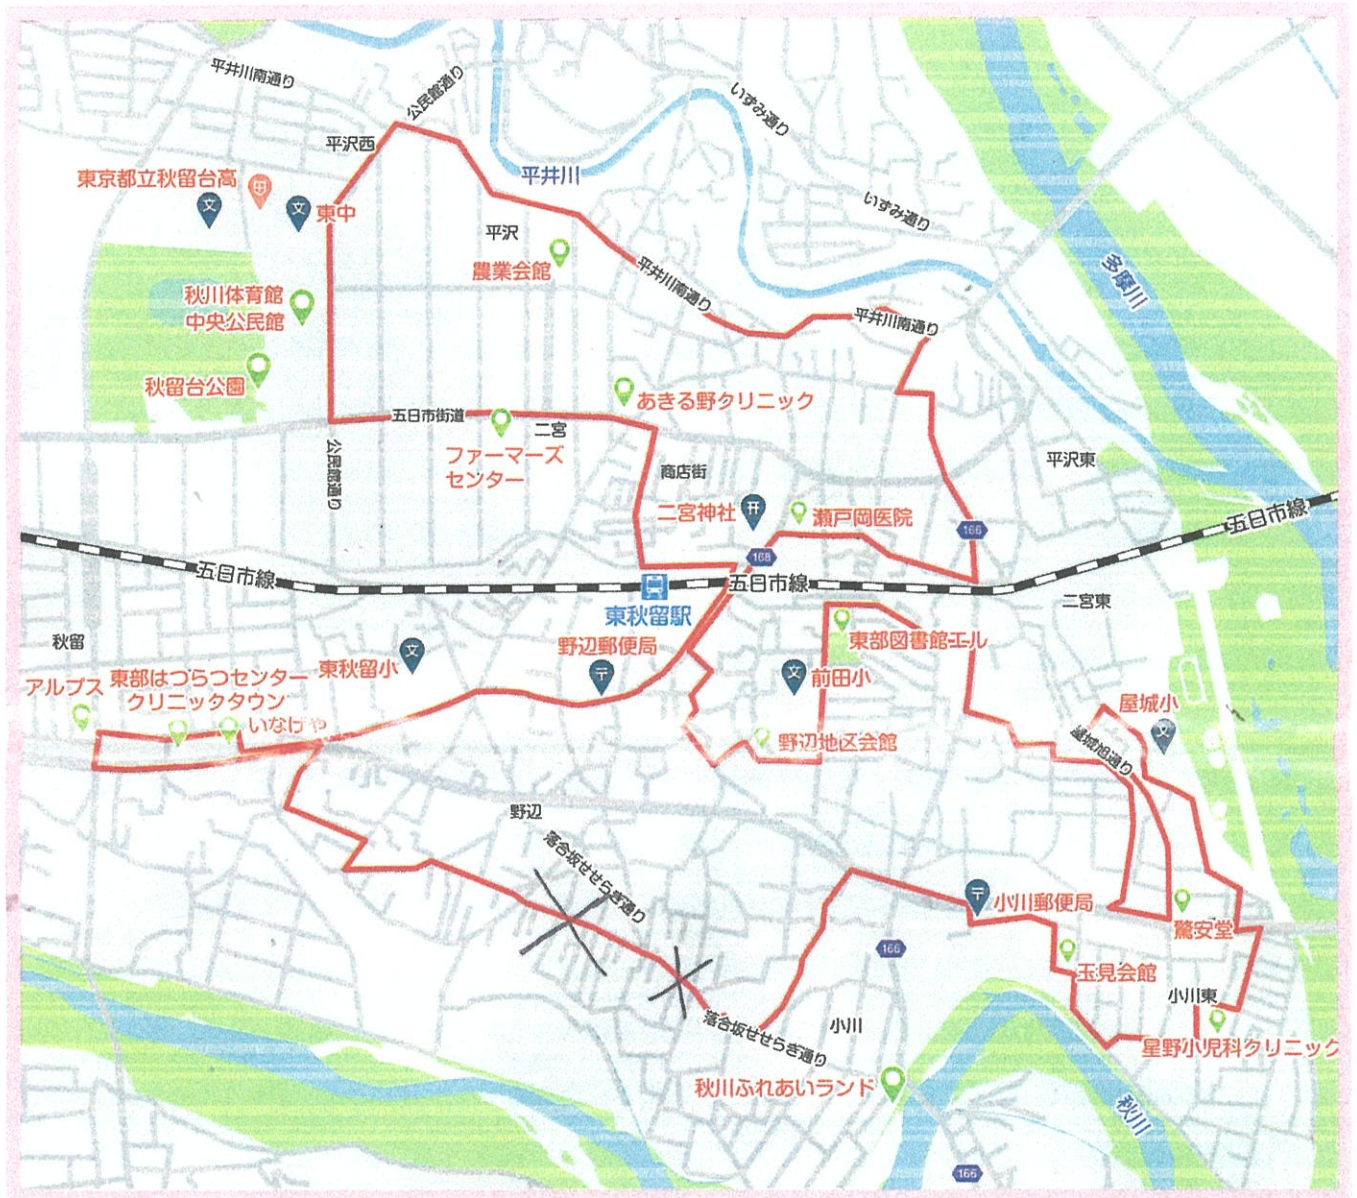 平井川南通り
公民館通り
いずみ通り
平沢西
平井川
東京都立秋留台高
文
文
東中
いずみ通り
平沢
農業会館
多摩川
平井川南通り
秋川体育館
中央公民館
平井川南通り
秋留台公園
あきる野クリニック
五日市街道
二宮
ファーマーズ
センター
公民館通り
商店街
平沢東
二宮神社
瀬戸岡医院
166
168
五日市線
五日市線
五日市線
東秋留駅
二宮東
秋留
東秋留小
文
野辺郵便局
〒
東部図書館エル
前田小
文
アルプス
東部はつらつセンター
クリニックタウン
いなげや
野辺地区会館
屋城小
文
屋城旭通り
野辺
落合坂せせらぎ通り
〒
小川郵便局
驚安堂
166
玉見会館
小川東
落合坂せせらぎ通り
小川
星野小児科クリニック
秋川ふれあいランド
秋川
166